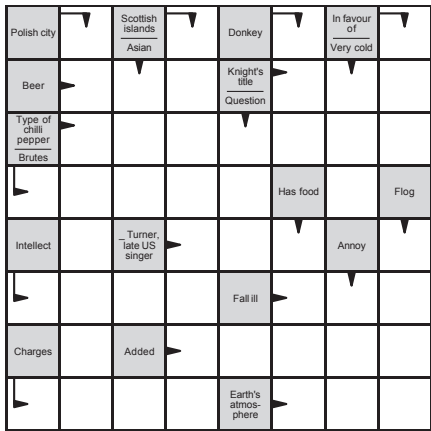 Polish city
Scottish
islands
Asian
Donkey
In favour
of
Very cold
Beer
Knight's
title
Question
Type of
chilli
pepper
Brutes
Has food
Flog
Intellect
_ Turner,
late US
singer
Annoy
Fall ill
Charges
Added
Earth's
atmos-
phere